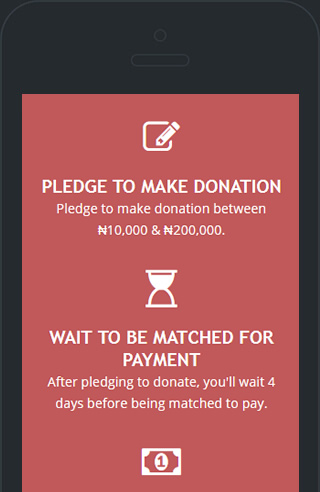 PLEDGE TO MAKE DONATION
Pledge to make donation between
₦10,000 & ₦200,000.
WAIT TO BE MATCHED FOR
PAYMENT
After pledging to donate, you'll wait 4
days before being matched to pay.
1